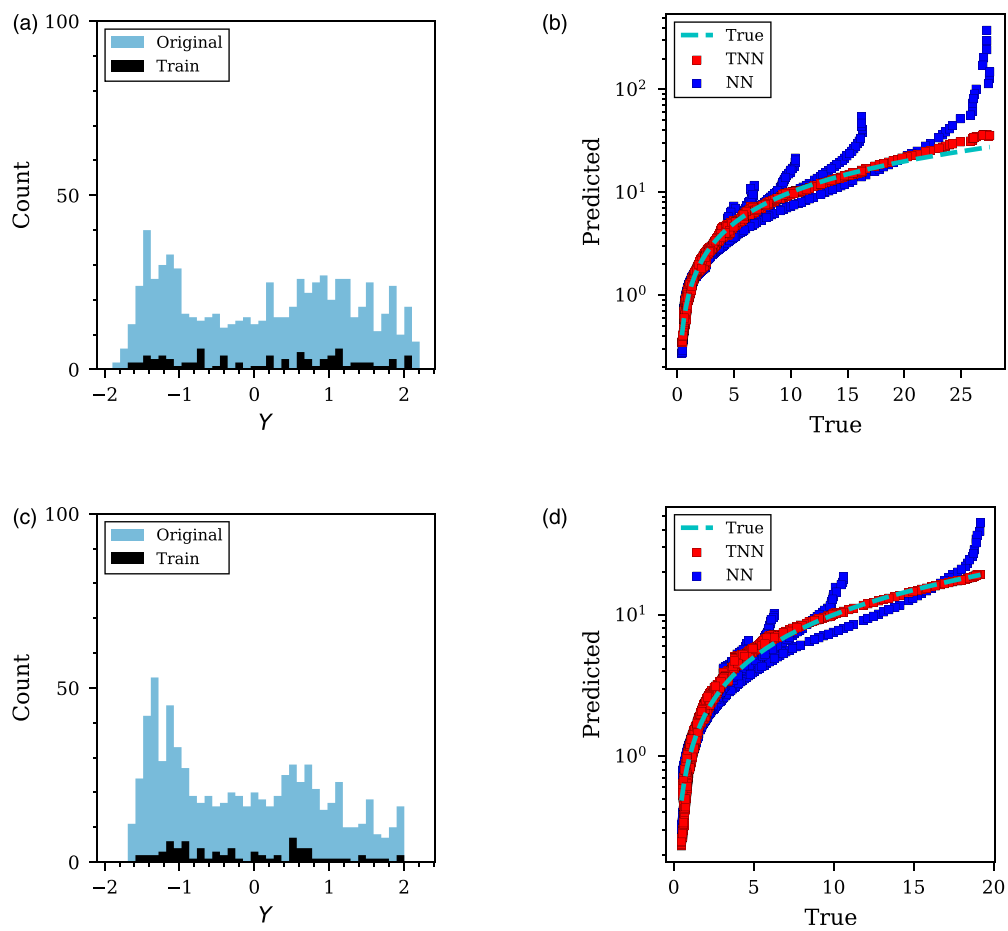 (a)
100
50
0
Count
Original
Train
−2 −1 0 1 2
Y
(b)
10² 
10¹
10⁰
Predicted
True
TNN
NN
0 5 10 15 20 25
True
(c)
100
50
0
Count
Original
Train
−2 −1 0 1 2
Y
(d)
10¹
10⁰
Predicted
True
TNN
NN
0 5 10 15 20
True